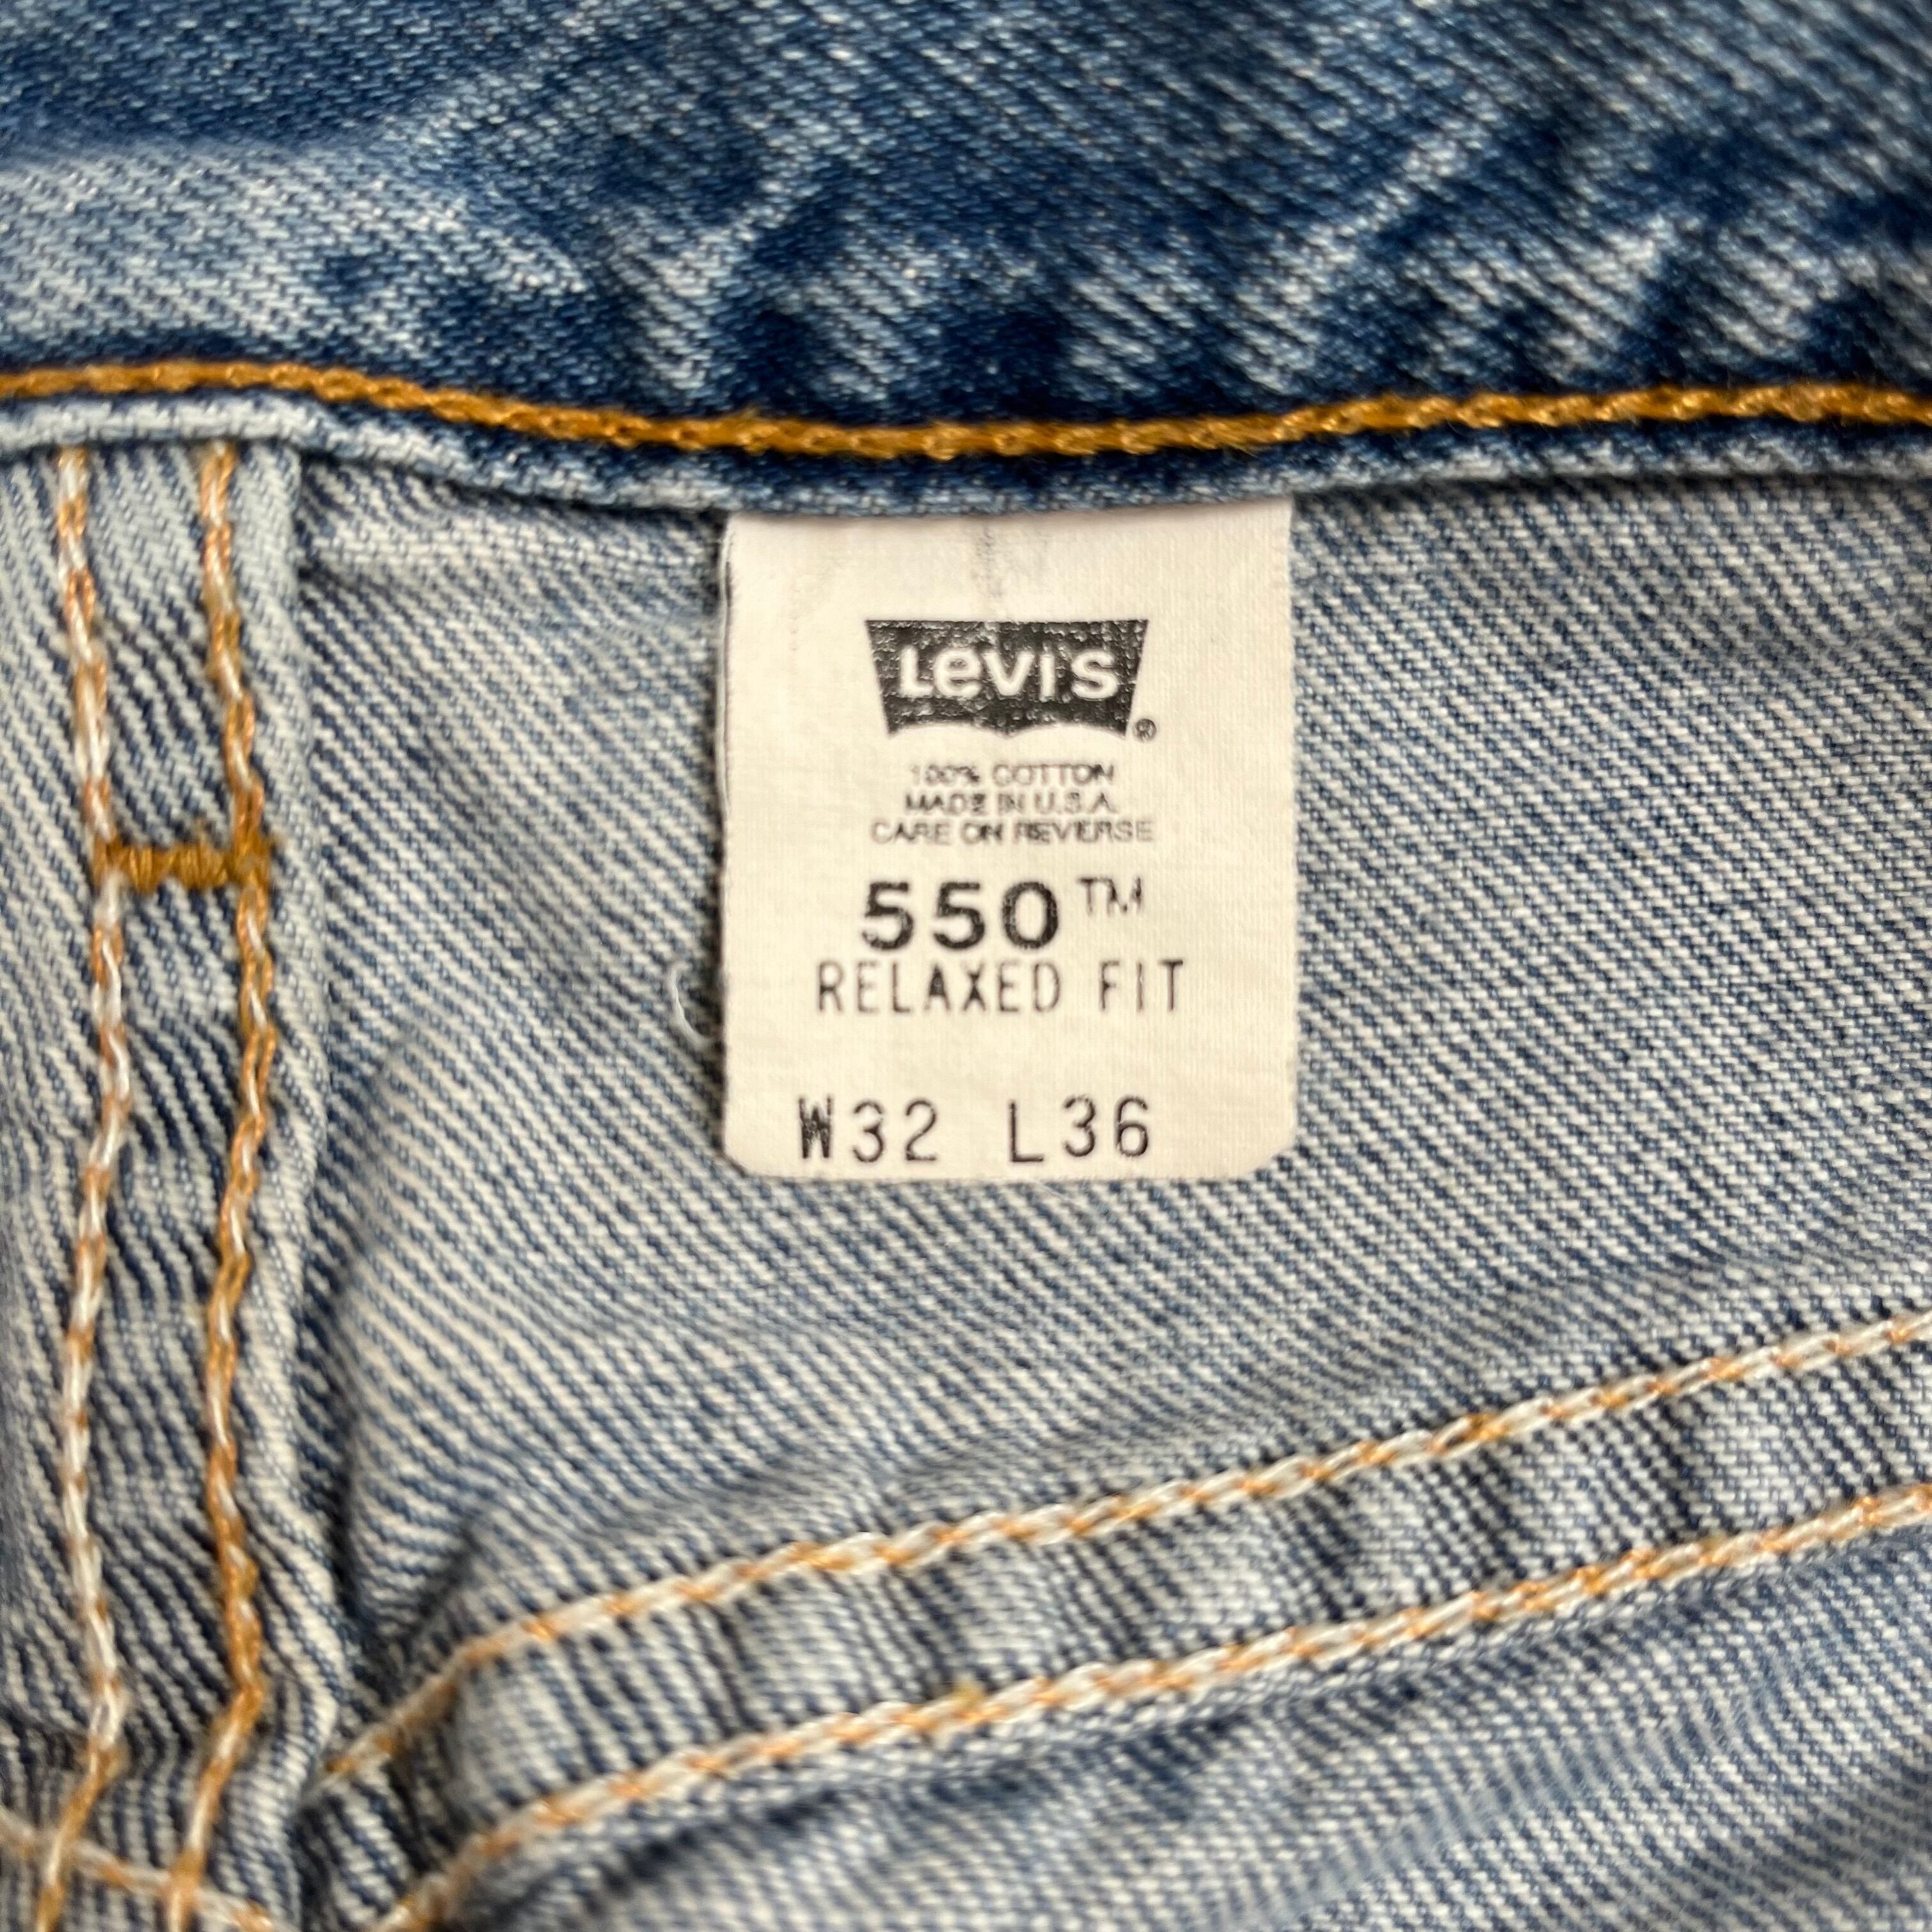 Levi's®
100% COTTON
MADE IN U.S.A.
CARE ON REVERSE
550™
RELAXED FIT
W32 L36